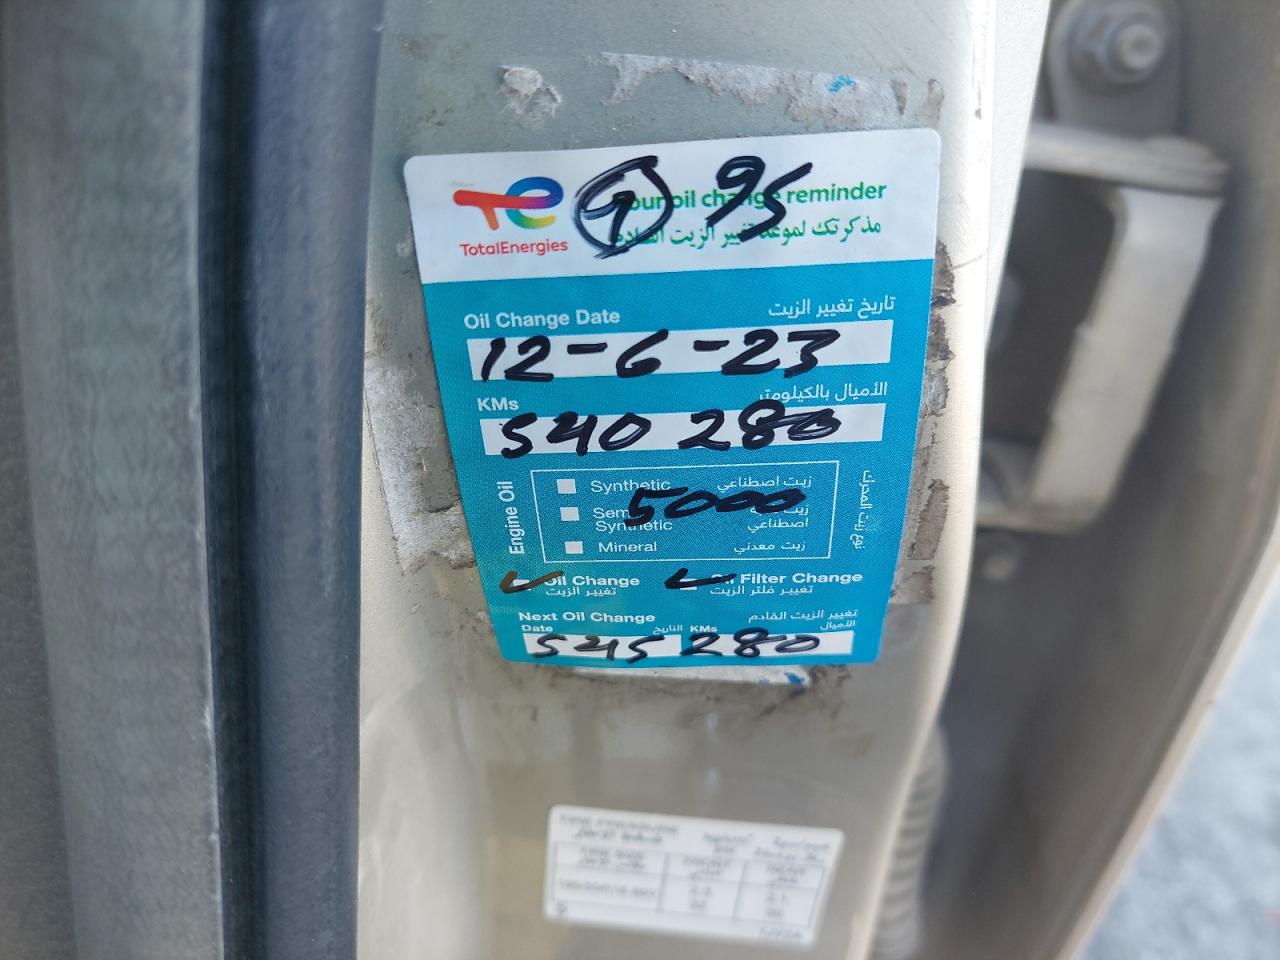 TotalEnergies
Your oil change reminder
مذكرتك لموعد تغيير الزيت القادم
95
Oil Change Date تاريخ تغيير الزيت
12-6-23
KMs الأميال بالكيلومتر
540 280
Engine Oil
Synthetic زيت اصطناعي
5000
Semi زيت
Synthetic اصطناعي
Mineral زيت معدني
نوع زيت المحرك
✓ Oil Change ✓ Oil Filter Change
تغيير الزيت تغيير فلتر الزيت
Next Oil Change تغيير الزيت القادم
Date التاريخ KMs الأميال
545 280
TIRE PRESSURE